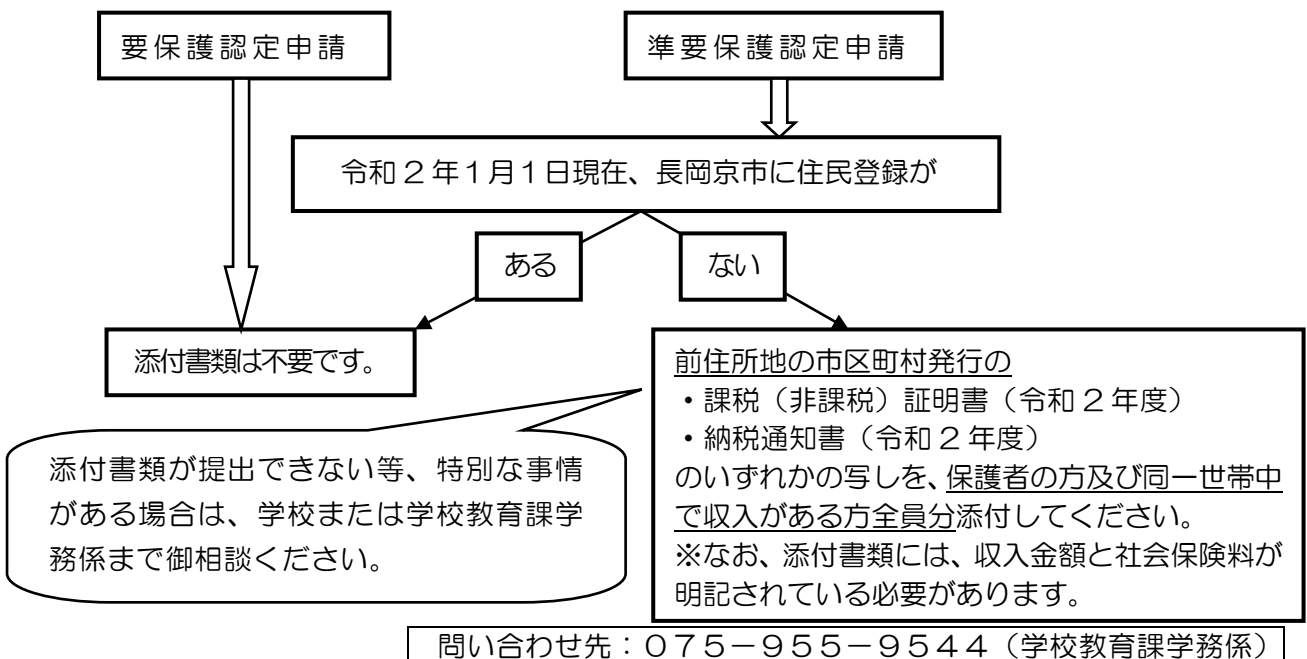 要保護認定申請
準要保護認定申請
令和２年１月１日現在、長岡京市に住民登録が
ある
ない
添付書類は不要です。
前住所地の市区町村発行の
・課税（非課税）証明書（令和２年度）
・納税通知書（令和２年度）
のいずれかの写しを、保護者の方及び同一世帯中
で収入がある方全員分添付してください。
※なお、添付書類には、収入金額と社会保険料が
明記されている必要があります。
添付書類が提出できない等、特別な事情
がある場合は、学校または学校教育課学
務係まで御相談ください。
問い合わせ先：０７５－９５５－９５４４（学校教育課学務係）